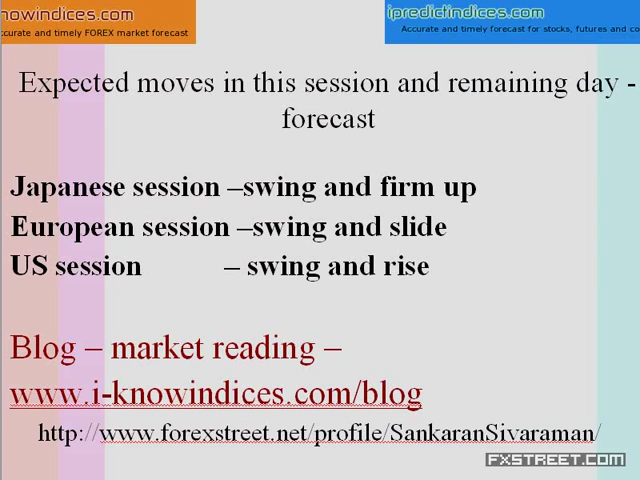 nowindices.com
ccurate and timely FOREX market forecast
ipredictindices.com
Accurate and timely forecast for stocks, futures and co
Expected moves in this session and remaining day -
forecast
Japanese session –swing and firm up
European session –swing and slide
US session – swing and rise
Blog – market reading –
www.i-knowindices.com/blog
http://www.forexstreet.net/profile/SankaranSivaraman/
FXSTREET.COM